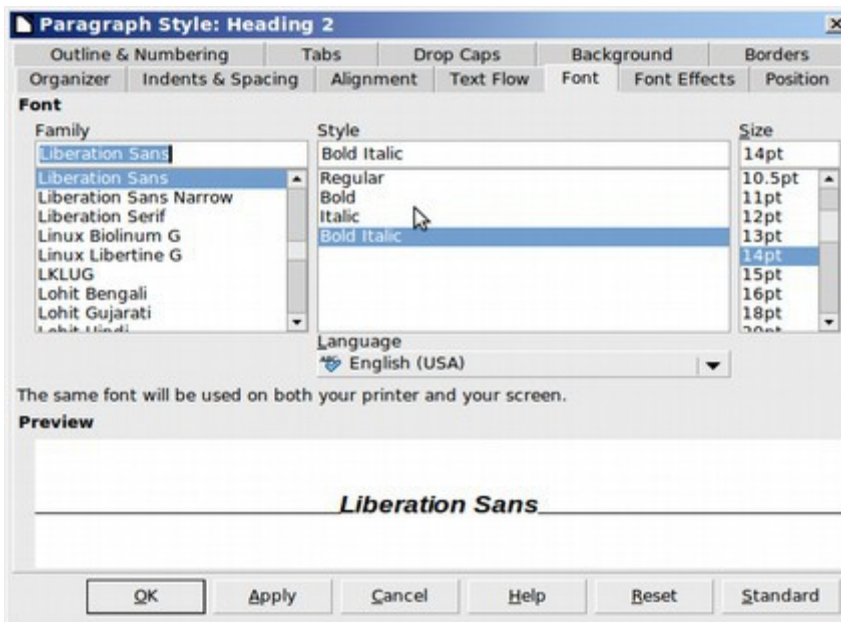 Paragraph Style: Heading 2
Outline & Numbering Tabs Drop Caps Background Borders
Organizer Indents & Spacing Alignment Text Flow Font Font Effects Position
Font
Family Style Size
Liberation Sans Bold Italic 14pt
Liberation Sans Regular 10.5pt
Liberation Sans Narrow Bold 11pt
Liberation Serif Italic 12pt
Linux Biolinum G Bold Italic 13pt
Linux Libertine G 14pt
LKLUG 15pt
Lohit Bengali 16pt
Lohit Gujarati 18pt
Lohit Hindi 20pt
Language
ABC English (USA)
The same font will be used on both your printer and your screen.
Preview
Liberation Sans
OK Apply Cancel Help Reset Standard